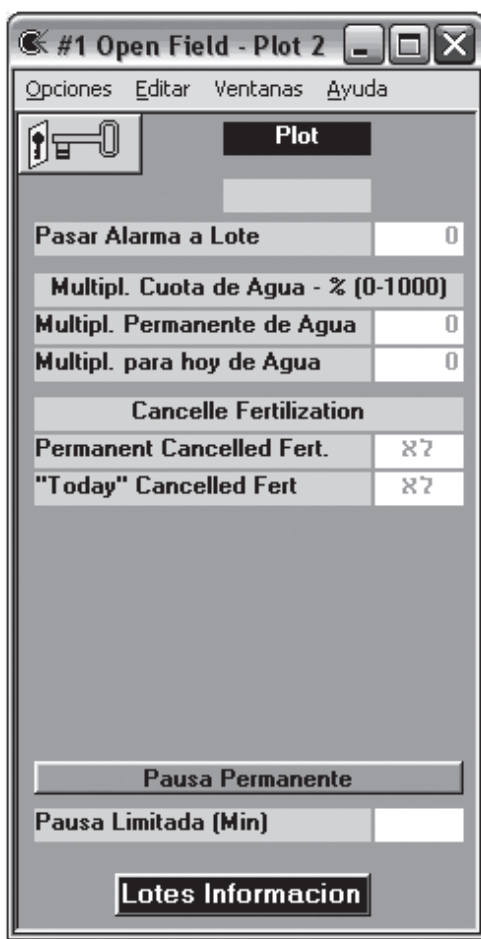 #1 Open Field - Plot 2
Opciones Editar Ventanas Ayuda
Plot
Pasar Alarma a Lote 0
Multipl. Cuota de Agua - % (0-1000)
Multipl. Permanente de Agua 0
Multipl. para hoy de Agua 0
Cancelle Fertilization
Permanent Cancelled Fert. לא
"Today" Cancelled Fert לא
Pausa Permanente
Pausa Limitada (Min)
Lotes Informacion